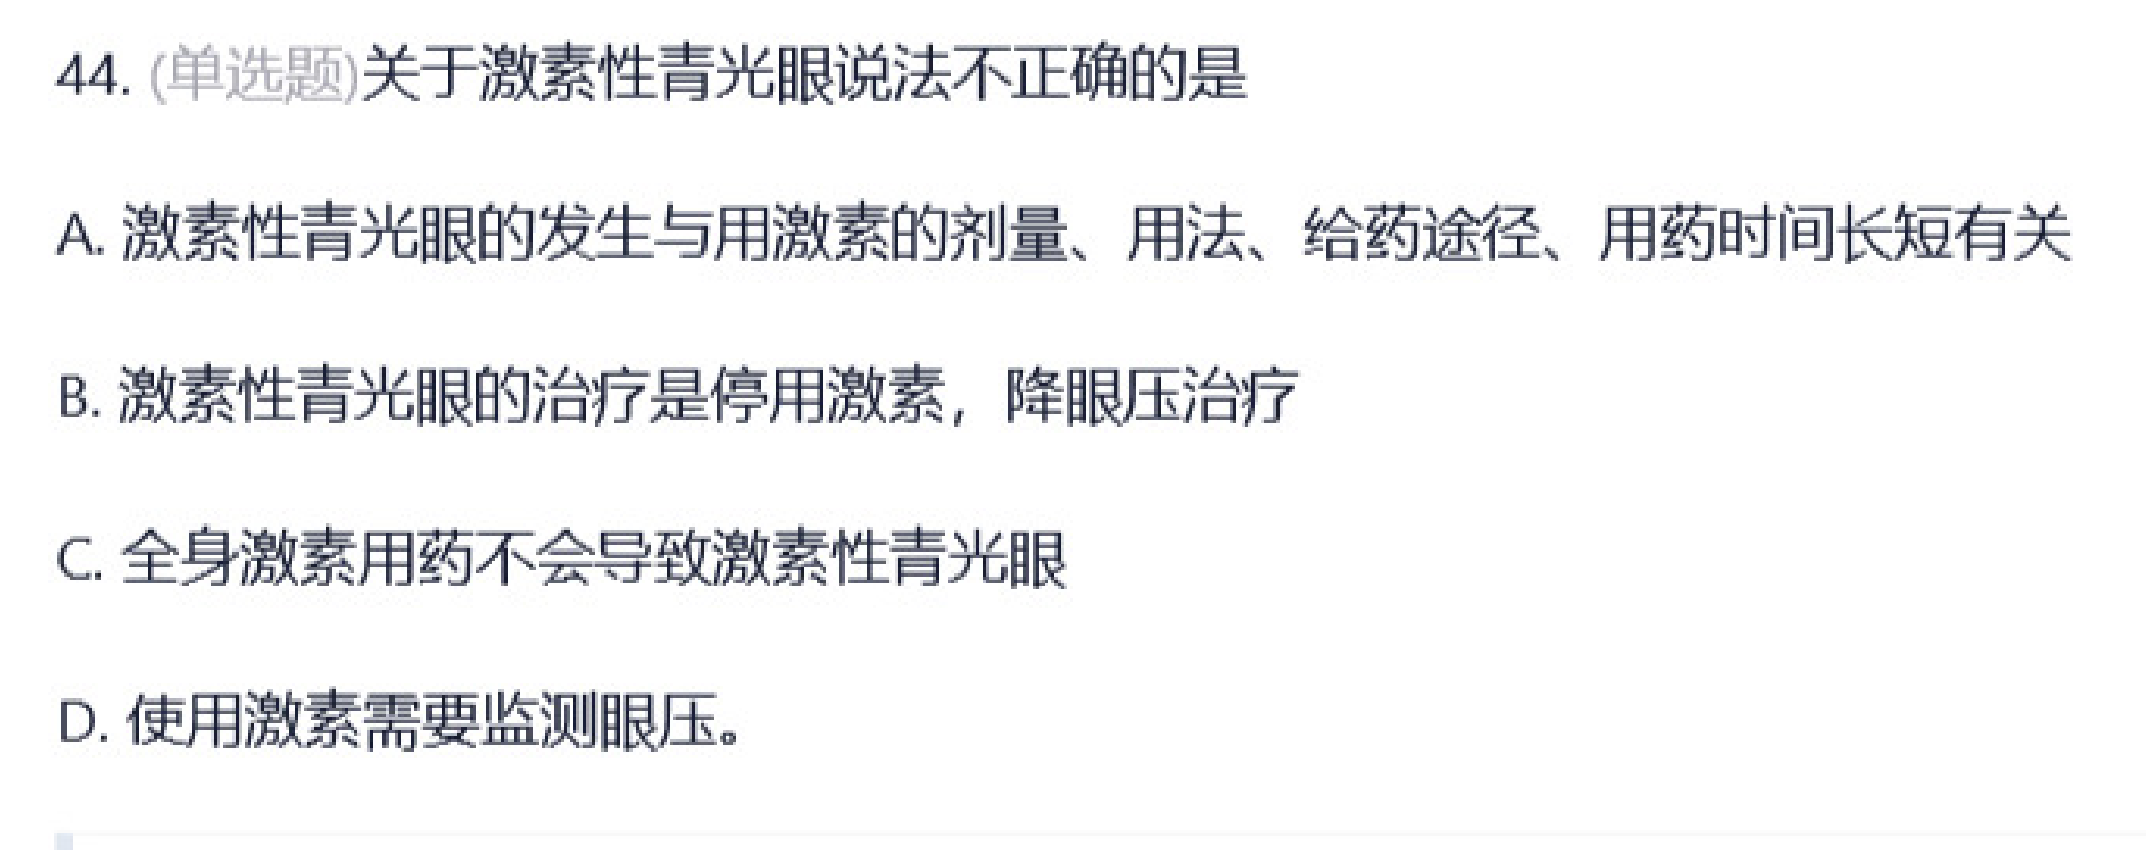 44. (单选题)关于激素性青光眼说法不正确的是
A. 激素性青光眼的发生与用激素的剂量、用法、给药途径、用药时间长短有关
B. 激素性青光眼的治疗是停用激素，降眼压治疗
C. 全身激素用药不会导致激素性青光眼
D. 使用激素需要监测眼压。